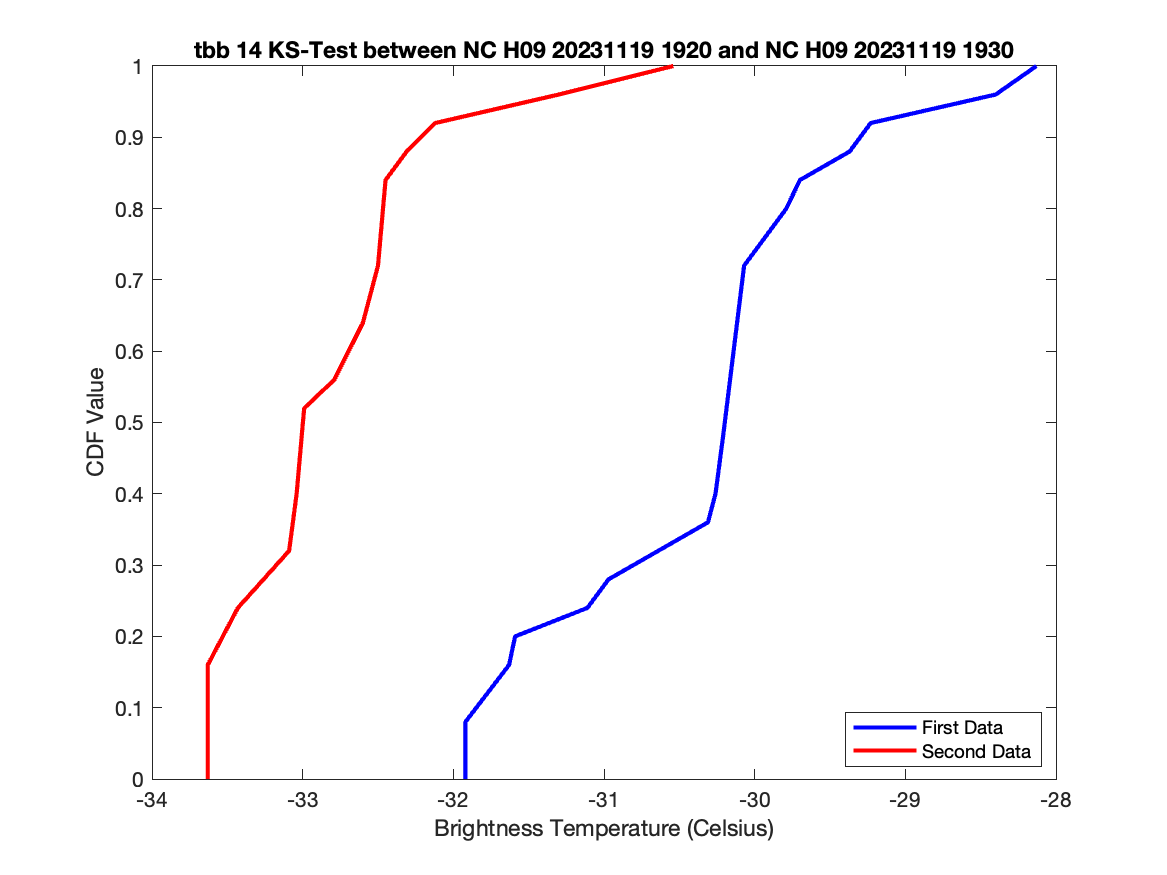 tbb 14 KS-Test between NC H09 20231119 1920 and NC H09 20231119 1930
1
0.9
0.8
0.7
0.6
0.5
0.4
0.3
0.2
0.1
0
CDF Value
First Data
Second Data
-34 -33 -32 -31 -30 -29 -28
Brightness Temperature (Celsius)